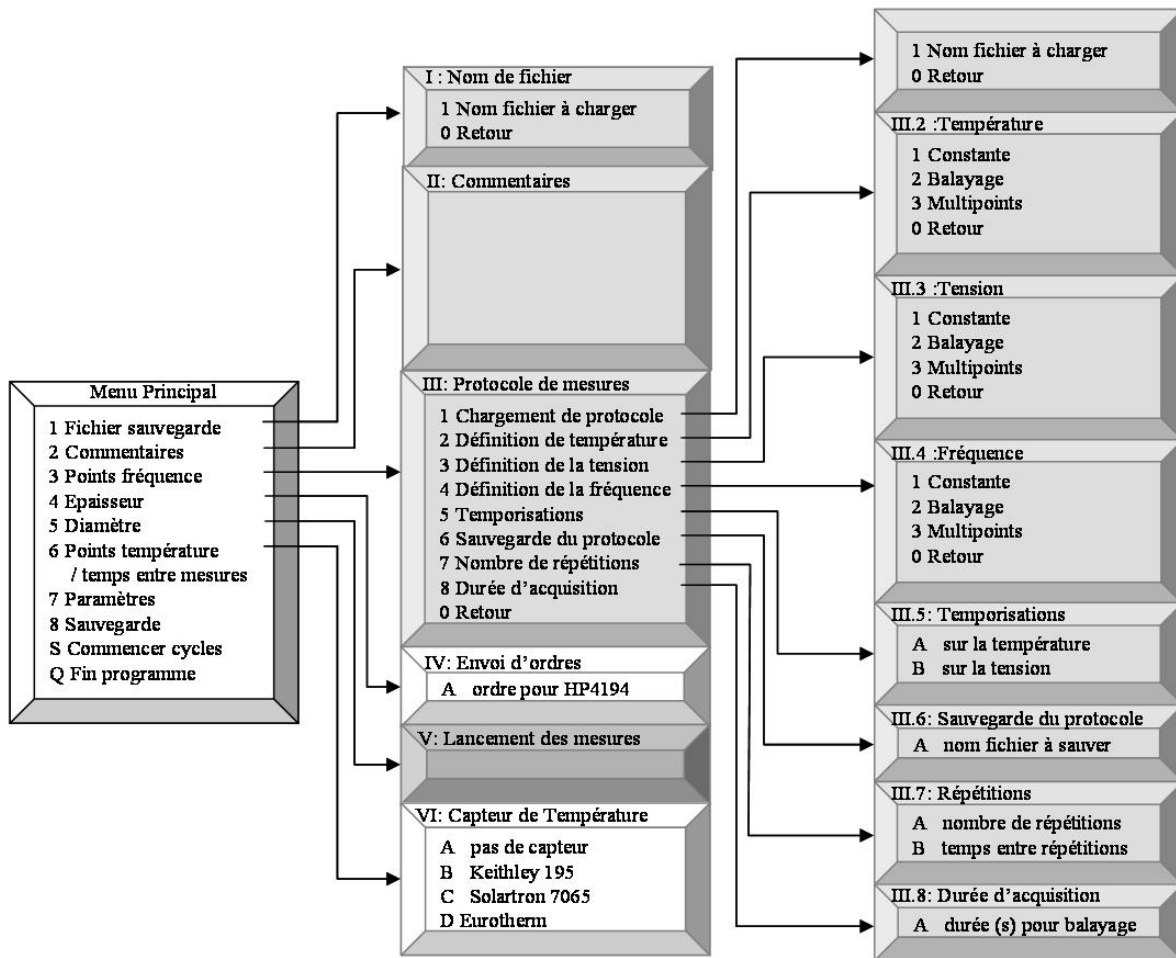 Menu Principal
1 Fichier sauvegarde
2 Commentaires
3 Points fréquence
4 Epaisseur
5 Diamètre
6 Points température
/ temps entre mesures
7 Paramètres
8 Sauvegarde
S Commencer cycles
Q Fin programme
I : Nom de fichier
1 Nom fichier à charger
0 Retour
II: Commentaires
III: Protocole de mesures
1 Chargement de protocole
2 Définition de température
3 Définition de la tension
4 Définition de la fréquence
5 Temporisations
6 Sauvegarde du protocole
7 Nombre de répétitions
8 Durée d'acquisition
0 Retour
IV: Envoi d'ordres
A ordre pour HP4194
V: Lancement des mesures
VI: Capteur de Température
A pas de capteur
B Keithley 195
C Solartron 7065
D Eurotherm
1 Nom fichier à charger
0 Retour
III.2 :Température
1 Constante
2 Balayage
3 Multipoints
0 Retour
III.3 :Tension
1 Constante
2 Balayage
3 Multipoints
0 Retour
III.4 :Fréquence
1 Constante
2 Balayage
3 Multipoints
0 Retour
III.5: Temporisations
A sur la température
B sur la tension
III.6: Sauvegarde du protocole
A nom fichier à sauver
III.7: Répétitions
A nombre de répétitions
B temps entre répétitions
III.8: Durée d'acquisition
A durée (s) pour balayage